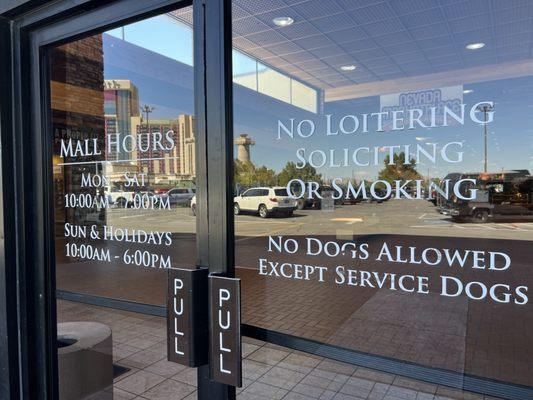 MALL HOURS
MON - SAT
10:00AM - 7:00PM
SUN & HOLIDAYS
10:00AM - 6:00PM
PULL
PULL
NEVADA
NO LOITERING
SOLICITING
OR SMOKING
NO DOGS ALLOWED
EXCEPT SERVICE DOGS